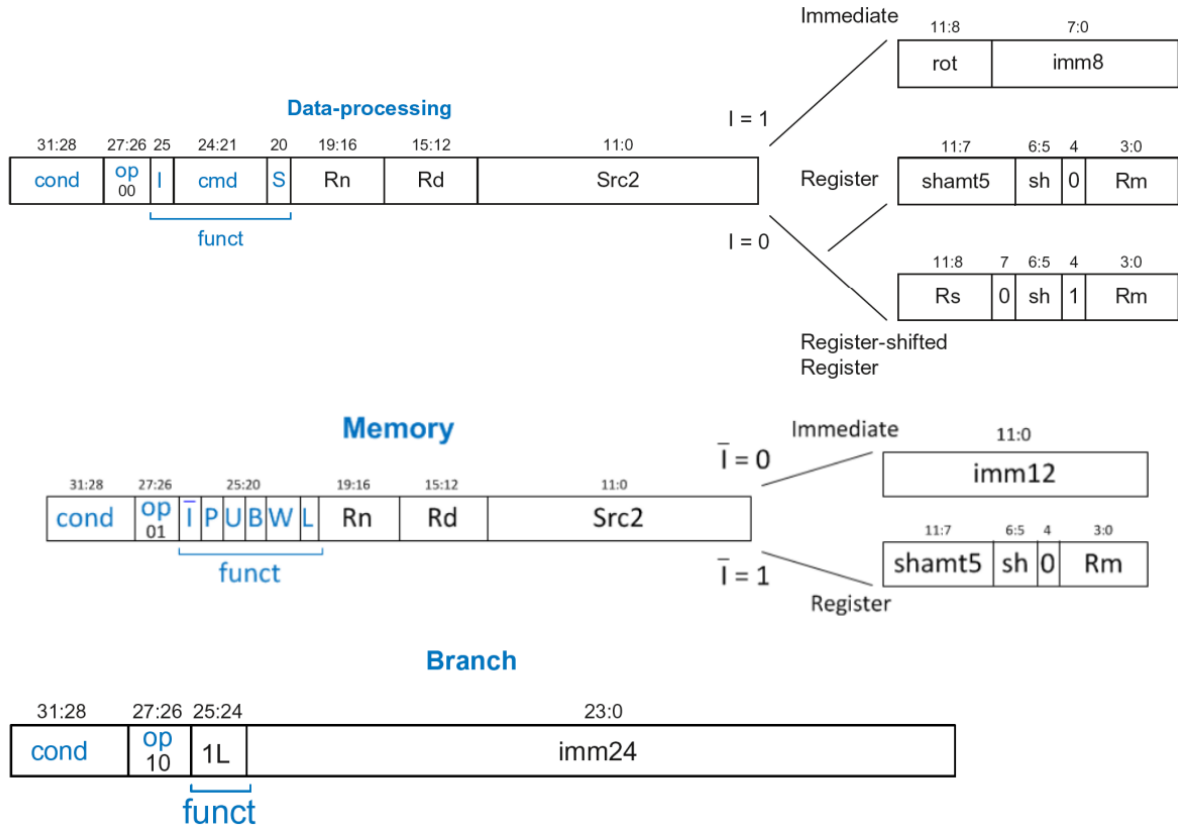 Immediate
11:8 7:0
rot imm8
Data-processing
I = 1
31:28 27:26 25 24:21 20 19:16 15:12 11:0
cond op 00 I cmd S Rn Rd Src2
funct
Register
11:7 6:5 4 3:0
shamt5 sh 0 Rm
I = 0
11:8 7 6:5 4 3:0
Rs 0 sh 1 Rm
Register-shifted
Register
Memory
Immediate
11:0
imm12
I̅ = 0
31:28 27:26 25:20 19:16 15:12 11:0
cond op 01 I̅ P U B W L Rn Rd Src2
funct
11:7 6:5 4 3:0
shamt5 sh 0 Rm
I̅ = 1
Register
Branch
31:28 27:26 25:24 23:0
cond op 10 1L imm24
funct